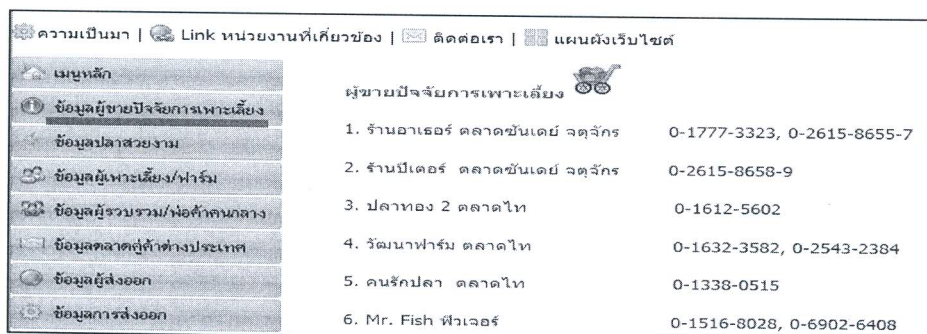 ความเป็นมา | Link หน่วยงานที่เกี่ยวข้อง | ติดต่อเรา | แผนผังเว็บไซต์
เมนูหลัก
ข้อมูลผู้ขายปัจจัยการเพาะเลี้ยง
ข้อมูลปลาสวยงาม
ข้อมูลผู้เพาะเลี้ยง/ฟาร์ม
ข้อมูลผู้รวบรวม/พ่อค้าคนกลาง
ข้อมูลตลาดคู่ค้าต่างประเทศ
ข้อมูลผู้ส่งออก
ข้อมูลการส่งออก
ผู้ขายปัจจัยการเพาะเลี้ยง
1. ร้านอาเธอร์ ตลาดซันเดย์ จตุจักร 0-1777-3323, 0-2615-8655-7
2. ร้านปีเตอร์ ตลาดซันเดย์ จตุจักร 0-2615-8658-9
3. ปลาทอง 2 ตลาดไท 0-1612-5602
4. วัฒนาฟาร์ม ตลาดไท 0-1632-3582, 0-2543-2384
5. คนรักปลา ตลาดไท 0-1338-0515
6. Mr. Fish ฟิวเจอร์ 0-1516-8028, 0-6902-6408